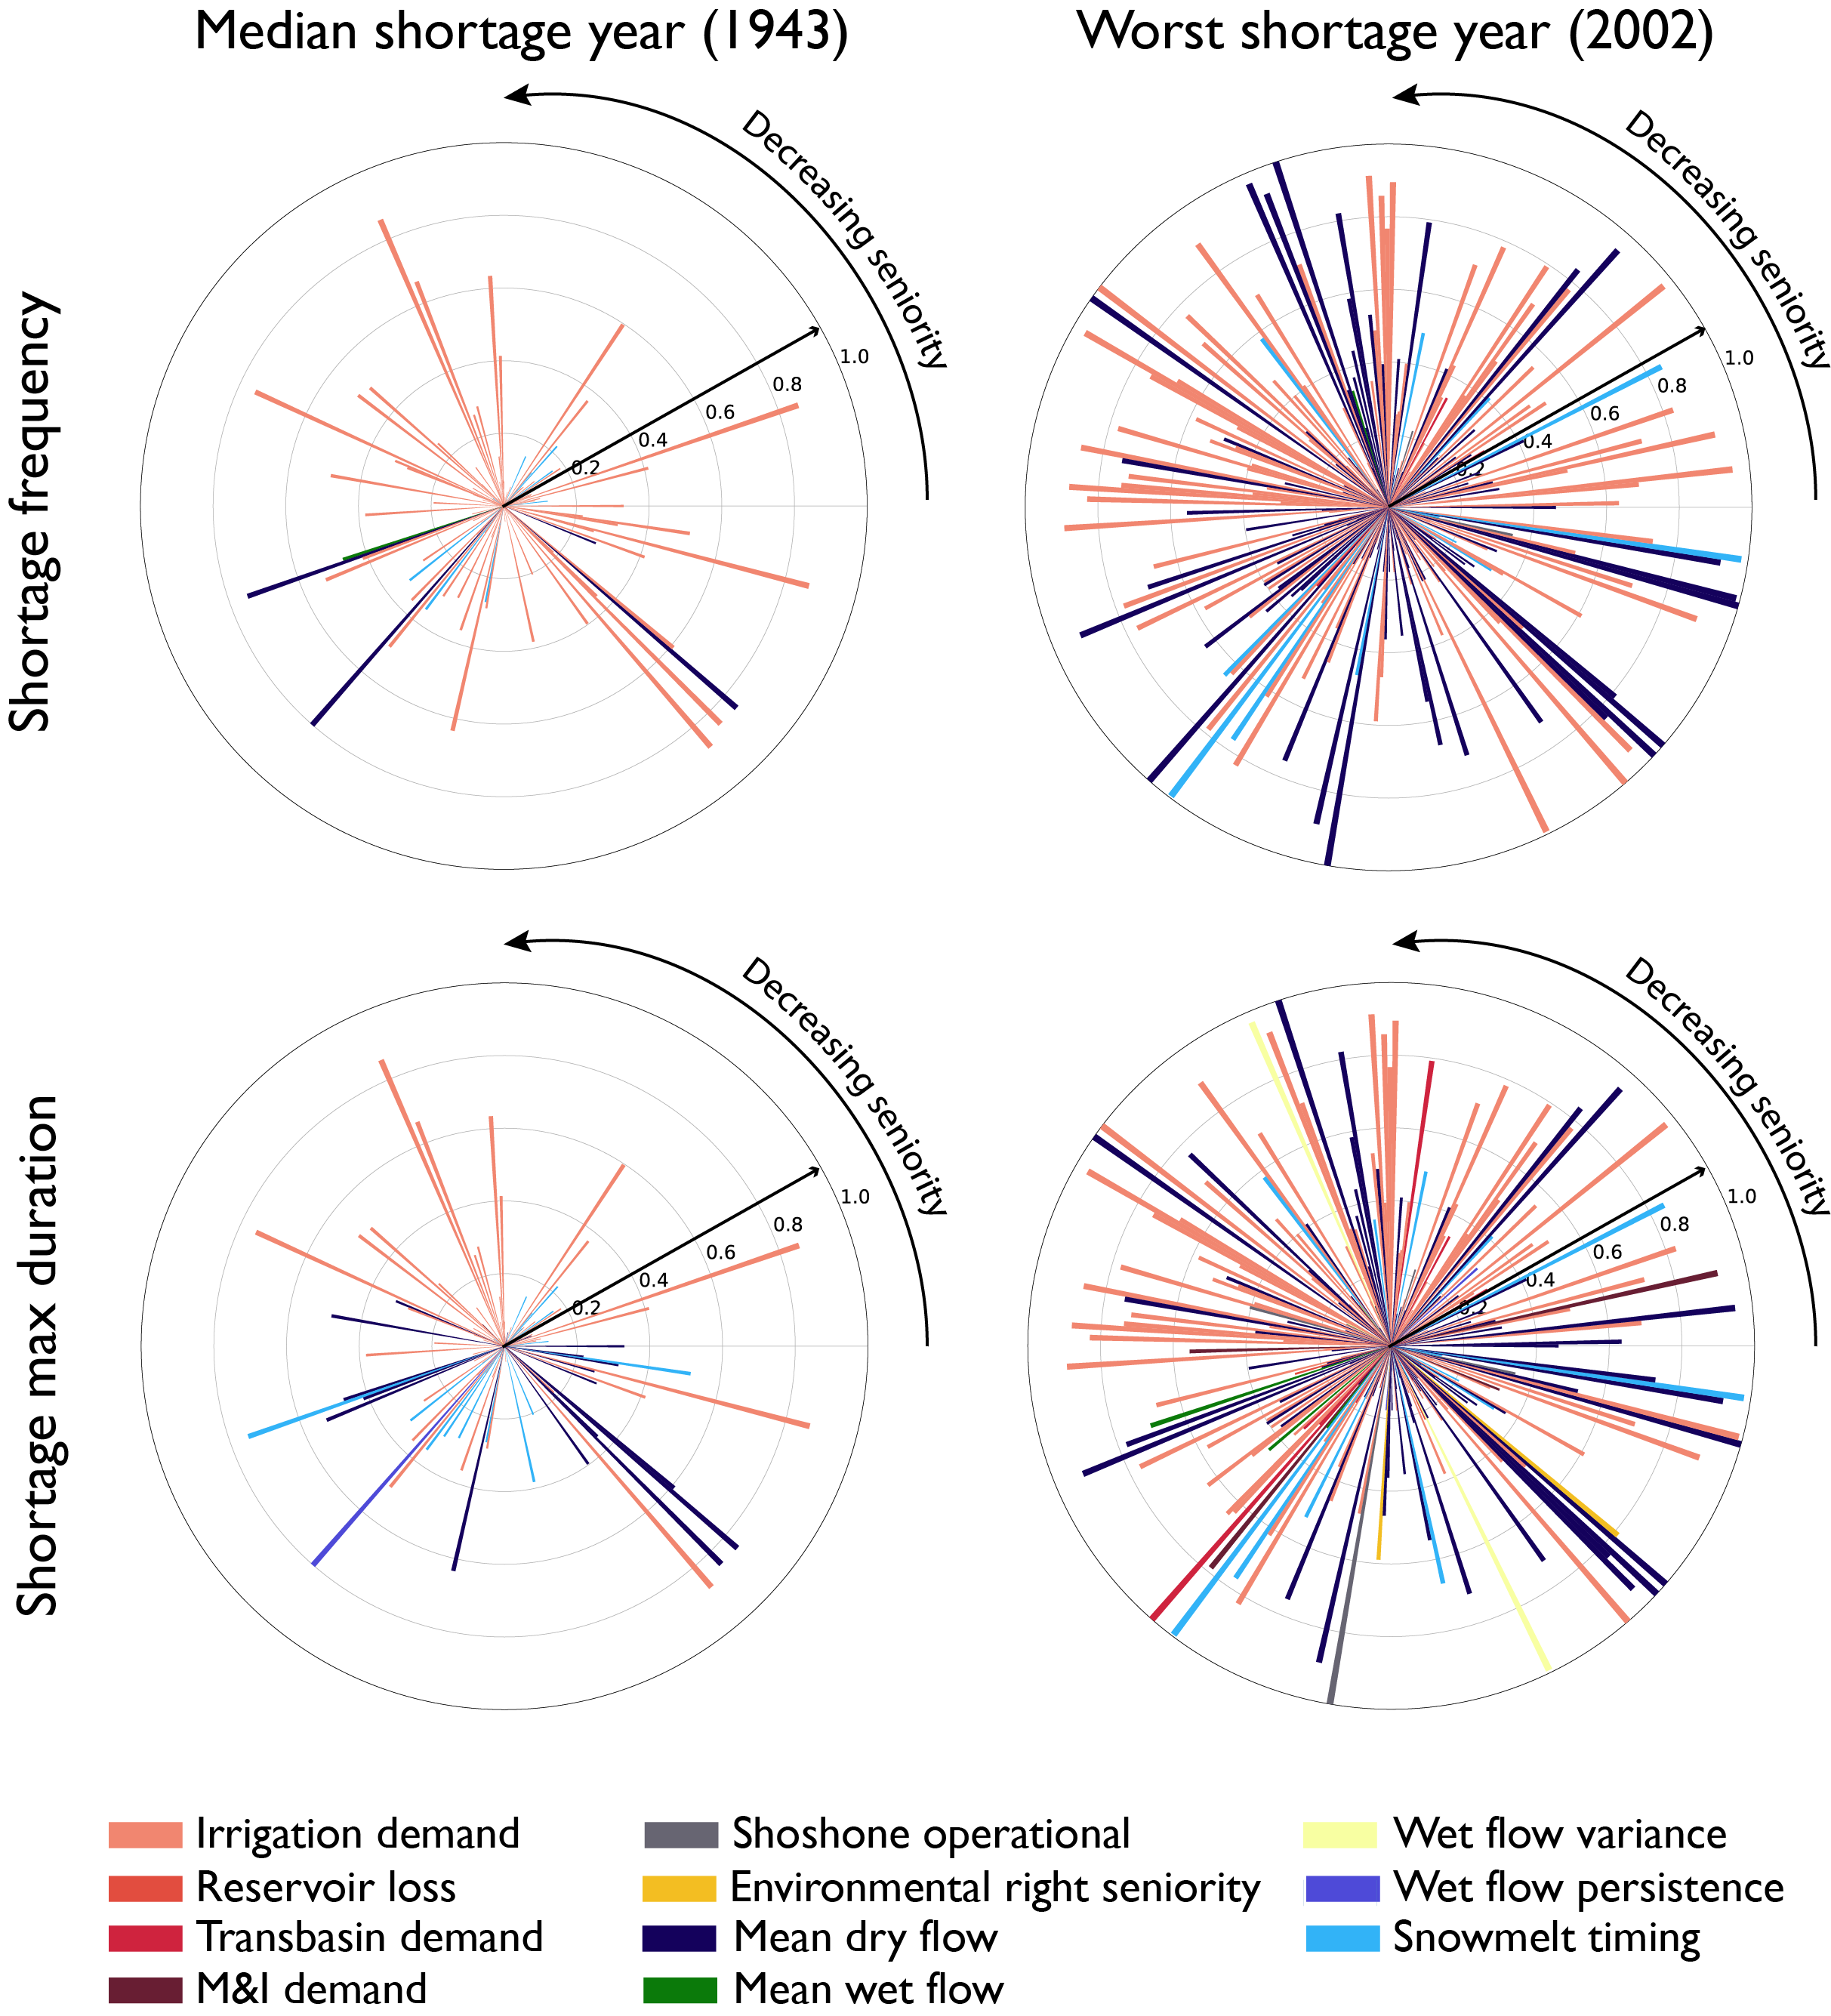 Median shortage year (1943)
Worst shortage year (2002)
Shortage frequency
Decreasing seniority
1.0
0.8
0.6
0.4
0.2
Decreasing seniority
1.0
0.8
0.6
0.4
0.2
Shortage max duration
Decreasing seniority
1.0
0.8
0.6
0.4
0.2
Decreasing seniority
1.0
0.8
0.6
0.4
0.2
Irrigation demand
Reservoir loss
Transbasin demand
M&I demand
Shoshone operational
Environmental right seniority
Mean dry flow
Mean wet flow
Wet flow variance
Wet flow persistence
Snowmelt timing